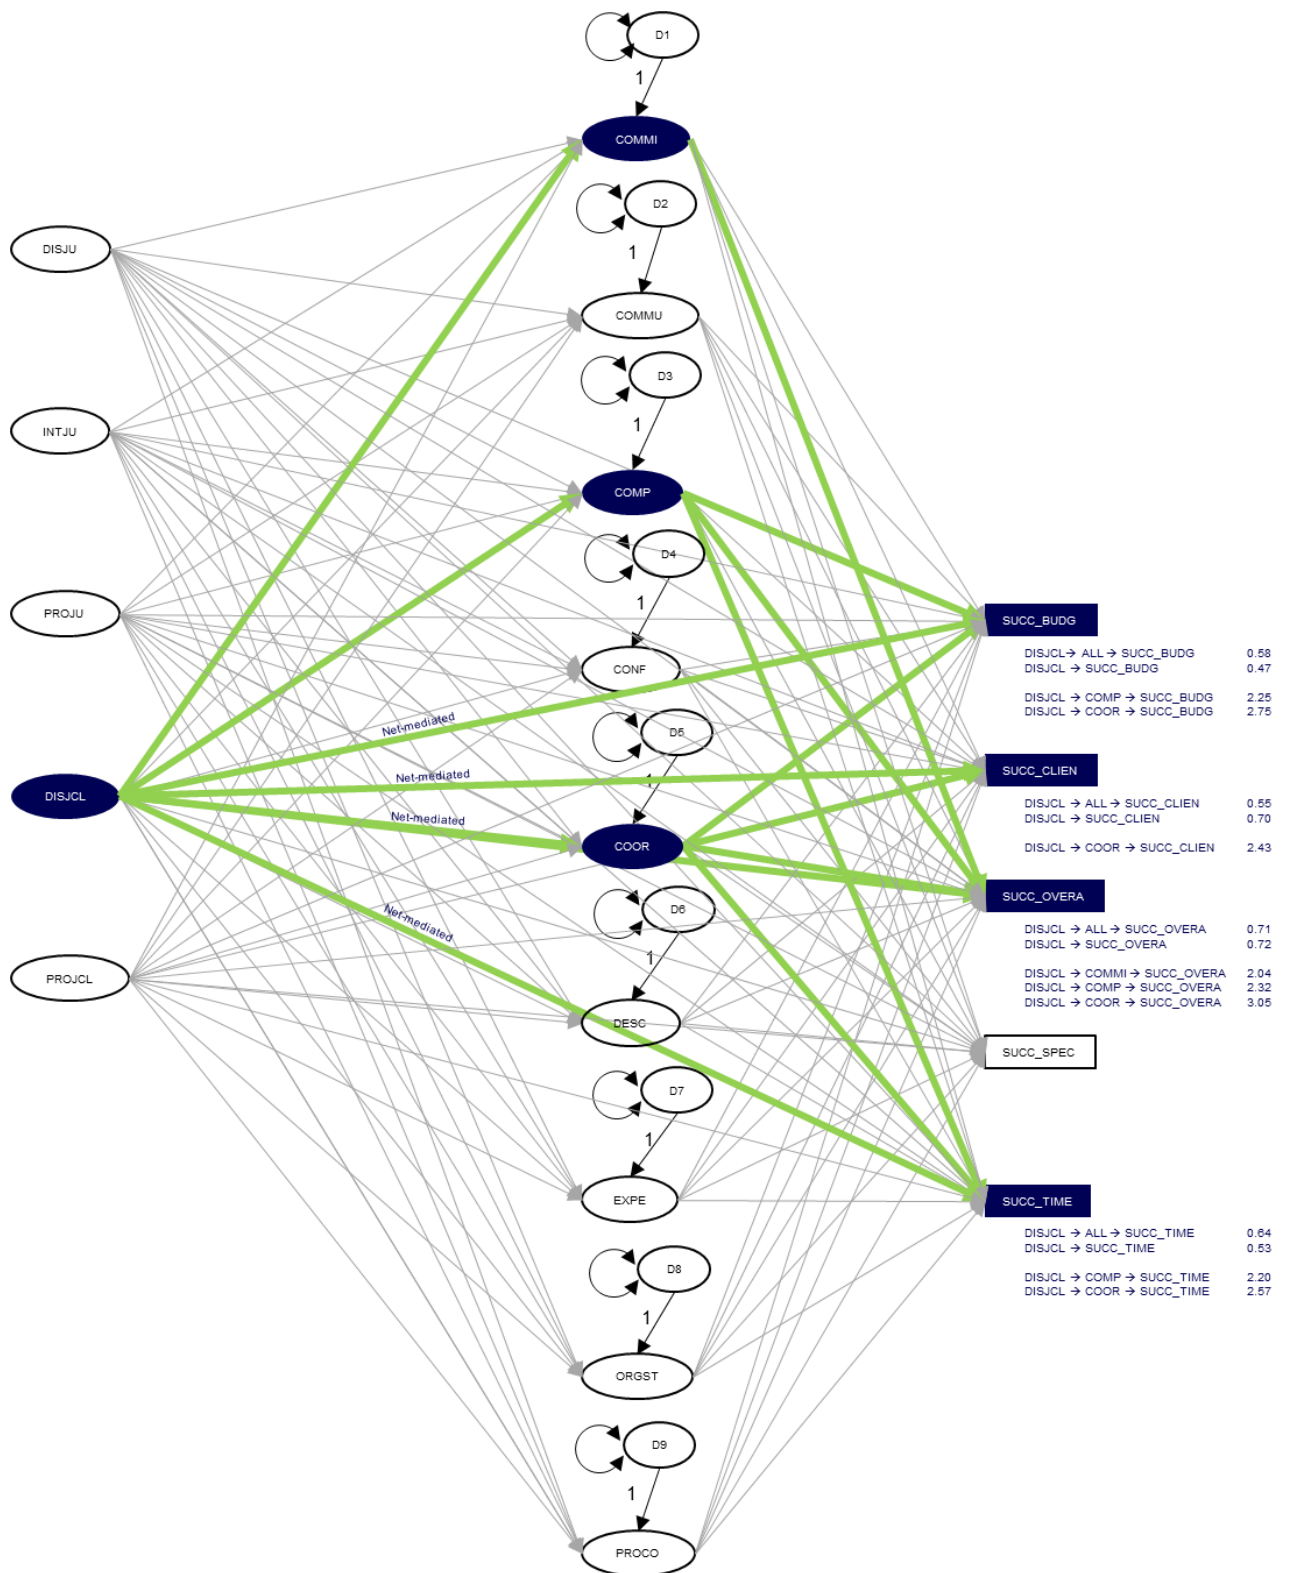 D1
1
COMMI
D2
1
DISJU
COMMU
D3
1
INTJU
COMP
D4
1
PROJU
SUCC_BUDG
CONF
DISJCL→ ALL → SUCC_BUDG 0.58
DISJCL → SUCC_BUDG 0.47
DISJCL → COMP → SUCC_BUDG 2.25
DISJCL → COOR → SUCC_BUDG 2.75
Net-mediated
D5
1
SUCC_CLIEN
Net-mediated
DISJCL
DISJCL → ALL → SUCC_CLIEN 0.55
DISJCL → SUCC_CLIEN 0.70
Net-mediated
COOR
DISJCL → COOR → SUCC_CLIEN 2.43
SUCC_OVERA
D6
Net-mediated
DISJCL → ALL → SUCC_OVERA 0.71
DISJCL → SUCC_OVERA 0.72
1
DISJCL → COMMI → SUCC_OVERA 2.04
PROJCL
DISJCL → COMP → SUCC_OVERA 2.32
DISJCL → COOR → SUCC_OVERA 3.05
DESC
SUCC_SPEC
D7
1
EXPE
SUCC_TIME
DISJCL → ALL → SUCC_TIME 0.64
DISJCL → SUCC_TIME 0.53
D8
DISJCL → COMP → SUCC_TIME 2.20
DISJCL → COOR → SUCC_TIME 2.57
1
ORGST
D9
1
PROCO